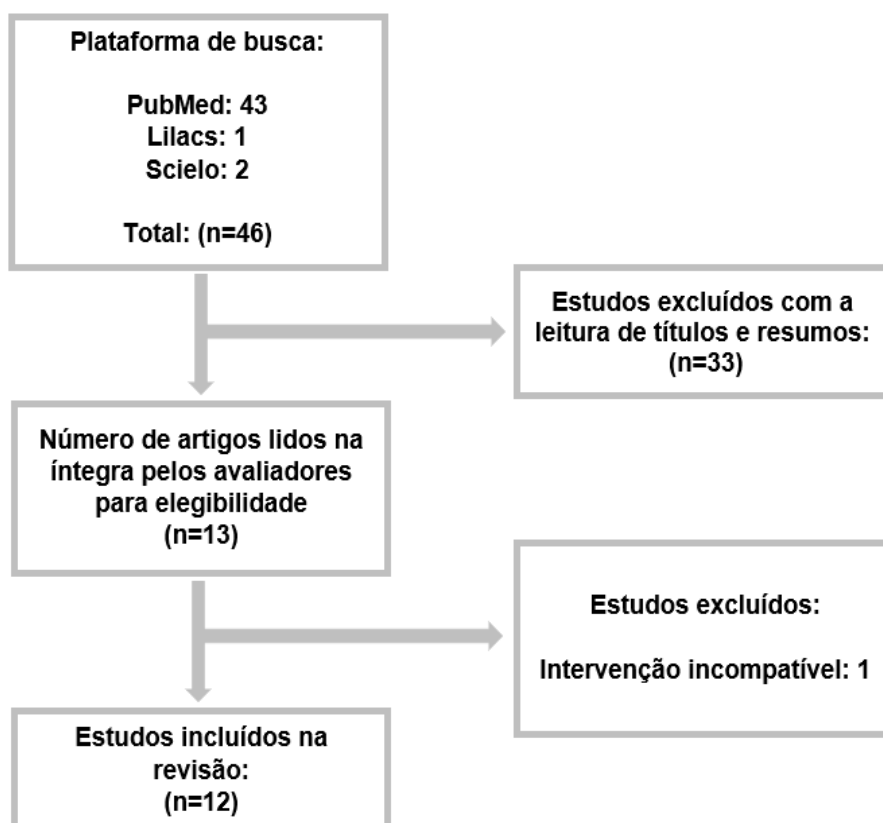 Plataforma de busca:
PubMed: 43
Lilacs: 1
Scielo: 2
Total: (n=46)
Estudos excluídos com a
leitura de títulos e resumos:
(n=33)
Número de artigos lidos na
íntegra pelos avaliadores
para elegibilidade
(n=13)
Estudos excluídos:
Intervenção incompatível: 1
Estudos incluídos na
revisão:
(n=12)